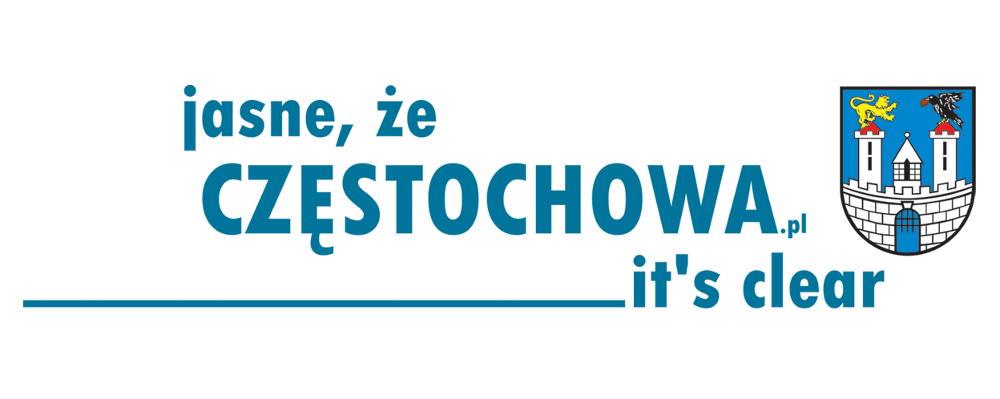 jasne, że
CZĘSTOCHOWA.pl
it's clear